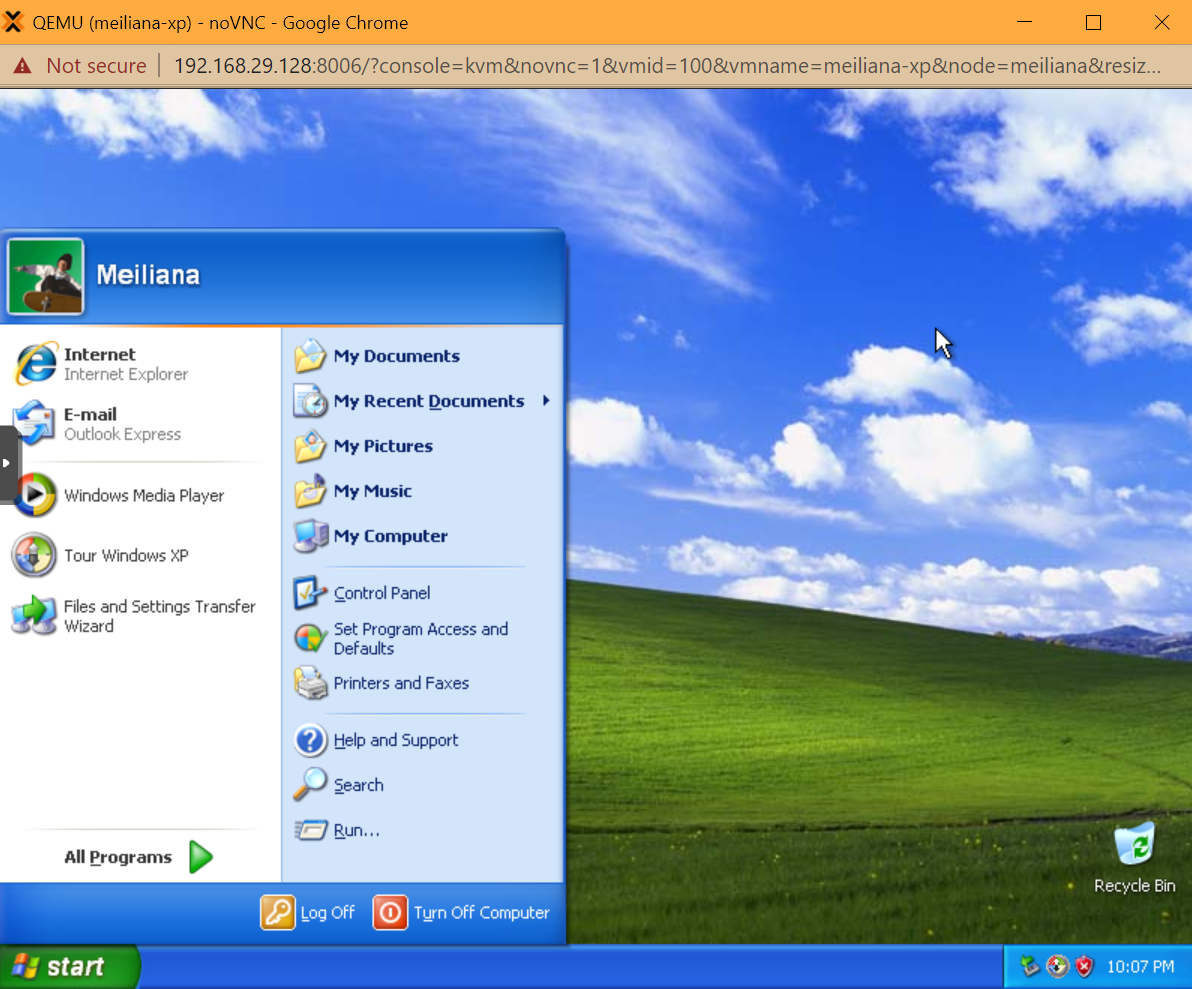 QEMU (meiliana-xp) - noVNC - Google Chrome
Not secure | 192.168.29.128:8006/?console=kvm&novnc=1&vmid=100&vmname=meiliana-xp&node=meiliana&resiz...
Meiliana
Internet
Internet Explorer
E-mail
Outlook Express
Windows Media Player
Tour Windows XP
Files and Settings Transfer
Wizard
All Programs
My Documents
My Recent Documents
My Pictures
My Music
My Computer
Control Panel
Set Program Access and
Defaults
Printers and Faxes
Help and Support
Search
Run...
Log Off
Turn Off Computer
Recycle Bin
start
10:07 PM